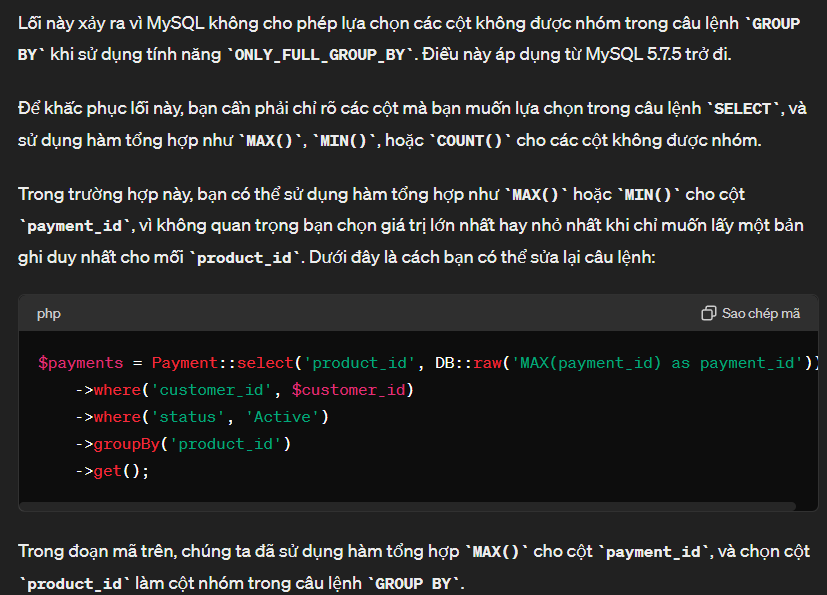 Lỗi này xảy ra vì MySQL không cho phép lựa chọn các cột không được nhóm trong câu lệnh `GROUP
BY` khi sử dụng tính năng `ONLY_FULL_GROUP_BY`. Điều này áp dụng từ MySQL 5.7.5 trở đi.
Để khắc phục lỗi này, bạn cần phải chỉ rõ các cột mà bạn muốn lựa chọn trong câu lệnh `SELECT`, và
sử dụng hàm tổng hợp như `MAX()`, `MIN()`, hoặc `COUNT()` cho các cột không được nhóm.
Trong trường hợp này, bạn có thể sử dụng hàm tổng hợp như `MAX()` hoặc `MIN()` cho cột
`payment_id`, vì không quan trọng bạn chọn giá trị lớn nhất hay nhỏ nhất khi chỉ muốn lấy một bản
ghi duy nhất cho mỗi `product_id`. Dưới đây là cách bạn có thể sửa lại câu lệnh:
php Sao chép mã
$payments = Payment::select('product_id', DB::raw('MAX(payment_id) as payment_id'))
->where('customer_id', $customer_id)
->where('status', 'Active')
->groupBy('product_id')
->get();
Trong đoạn mã trên, chúng ta đã sử dụng hàm tổng hợp `MAX()` cho cột `payment_id`, và chọn cột
`product_id` làm cột nhóm trong câu lệnh `GROUP BY`.